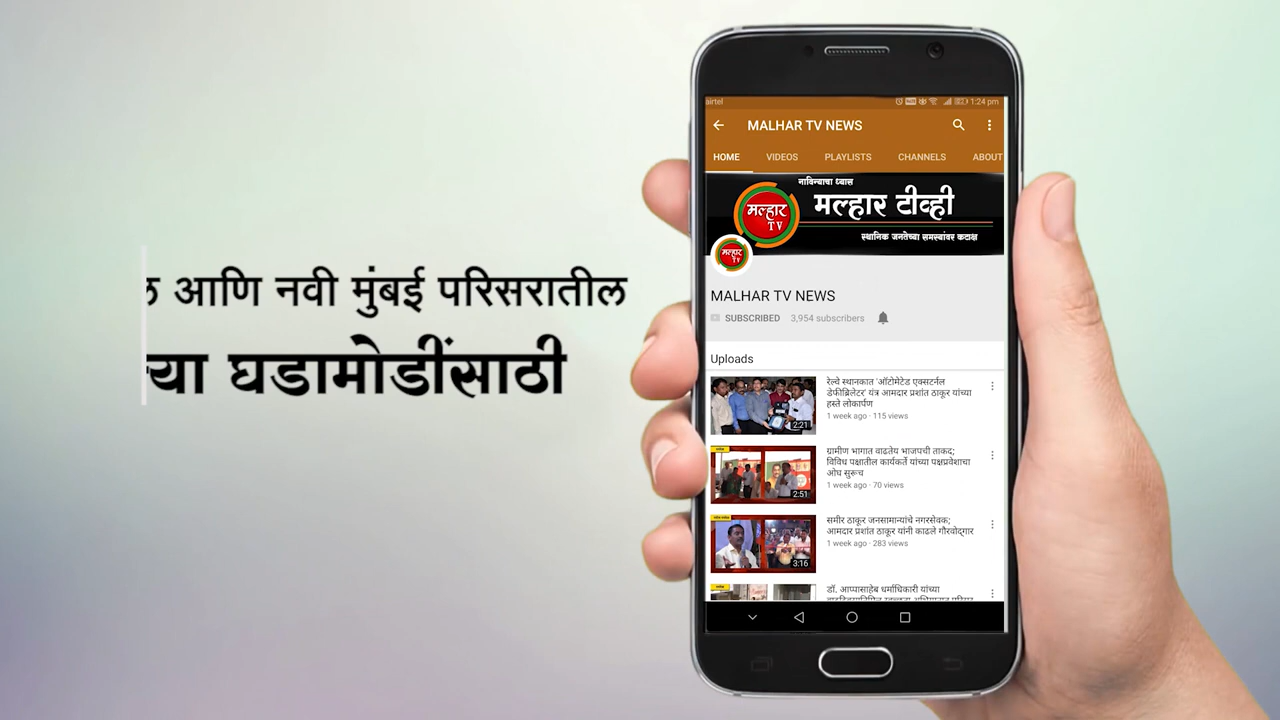 आणि नवी मुंबई परिसरातील
घडामोडींसाठी
airtel
1:24 pm
MALHAR TV NEWS
HOME VIDEOS PLAYLISTS CHANNELS ABOUT
नाविन्याचा ध्यास
मल्हार टीव्ही
स्थानिक जनतेच्या समस्यांवर कटाक्ष
मल्हार
TV
मल्हार
TV
MALHAR TV NEWS
SUBSCRIBED 3,954 subscribers
Uploads
रेल्वे स्थानकात 'ऑटोमेटेड एक्सटर्नल
डेफीब्रिलेटर' यंत्र आमदार प्रशांत ठाकूर यांच्या
हस्ते लोकार्पण
1 week ago · 115 views
2:21
ग्रामीण भागात वाढतेय भाजपची ताकद;
विविध पक्षातील कार्यकर्ते यांच्या पक्षप्रवेशाचा
ओघ सुरूच
1 week ago · 70 views
2:51
समीर ठाकूर जनसामान्यांचे नगरसेवक;
आमदार प्रशांत ठाकूर यांनी काढले गौरवोद्गार
1 week ago · 283 views
3:16
डॉ. आप्पासाहेब धर्माधिकारी यांच्या